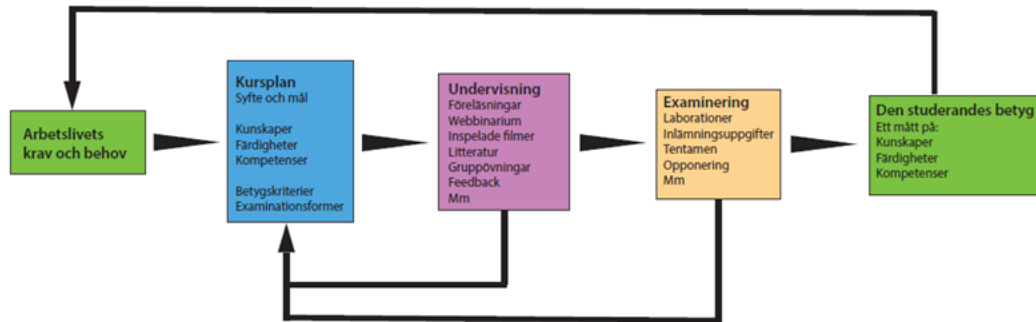 Arbetslivets
krav och behov
Kursplan
Syfte och mål
Kunskaper
Färdigheter
Kompetenser
Betygskriterier
Examinationsformer
Undervisning
Föreläsningar
Webbinarium
Inspelade filmer
Litteratur
Gruppövningar
Feedback
Mm
Examinering
Laborationer
Inlämningsuppgifter
Tentamen
Opponering
Mm
Den studerandes betyg
Ett mått på:
Kunskaper
Färdigheter
Kompetenser